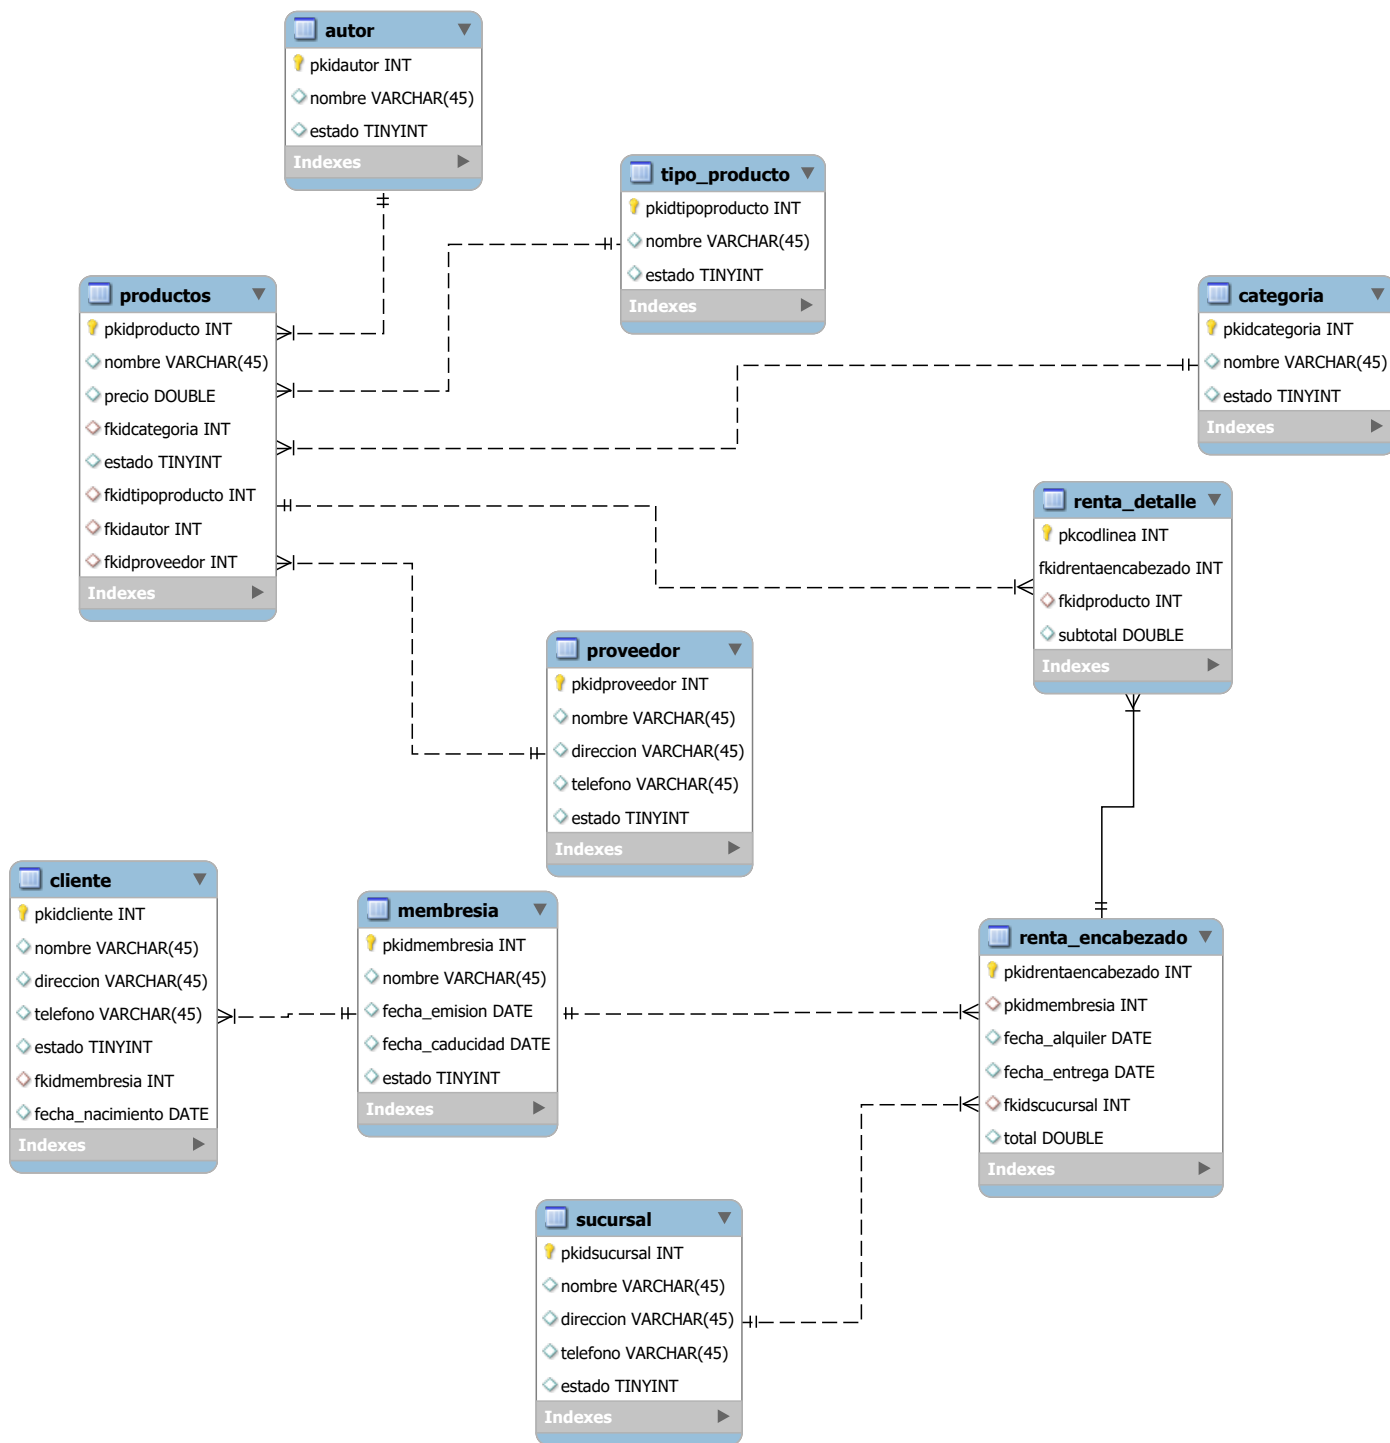 autor
pkidautor INT
nombre VARCHAR(45)
estado TINYINT
Indexes
tipo_producto
pkidtipoproducto INT
nombre VARCHAR(45)
estado TINYINT
Indexes
productos
pkidproducto INT
nombre VARCHAR(45)
precio DOUBLE
fkidcategoria INT
estado TINYINT
fkidtipoproducto INT
fkidautor INT
fkidproveedor INT
Indexes
categoria
pkidcategoria INT
nombre VARCHAR(45)
estado TINYINT
Indexes
renta_detalle
pkcodlinea INT
fkidrentaencabezado INT
fkidproducto INT
subtotal DOUBLE
Indexes
proveedor
pkidproveedor INT
nombre VARCHAR(45)
direccion VARCHAR(45)
telefono VARCHAR(45)
estado TINYINT
Indexes
cliente
pkidcliente INT
nombre VARCHAR(45)
direccion VARCHAR(45)
telefono VARCHAR(45)
estado TINYINT
fkidmembresia INT
fecha_nacimiento DATE
Indexes
membresia
pkidmembresia INT
nombre VARCHAR(45)
fecha_emision DATE
fecha_caducidad DATE
estado TINYINT
Indexes
renta_encabezado
pkidrentaencabezado INT
pkidmembresia INT
fecha_alquiler DATE
fecha_entrega DATE
fkidscucursal INT
total DOUBLE
Indexes
sucursal
pkidsucursal INT
nombre VARCHAR(45)
direccion VARCHAR(45)
telefono VARCHAR(45)
estado TINYINT
Indexes